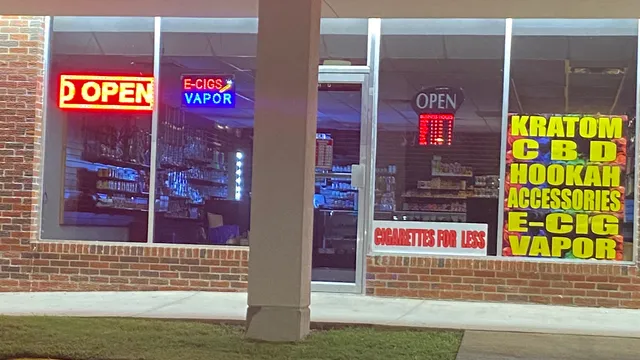 D OPEN
E-CIGS
VAPOR
OPEN
CIGARETTES FOR LESS
KRATOM
CBD
HOOKAH
ACCESSORIES
E-CIG
VAPOR